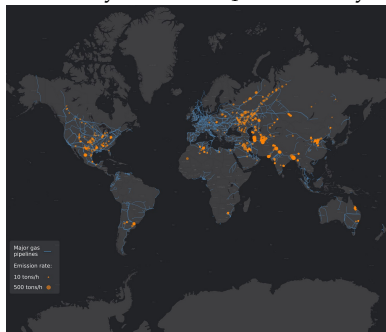 Major gas
pipelines
Emission rate:
10 tons/h
500 tons/h